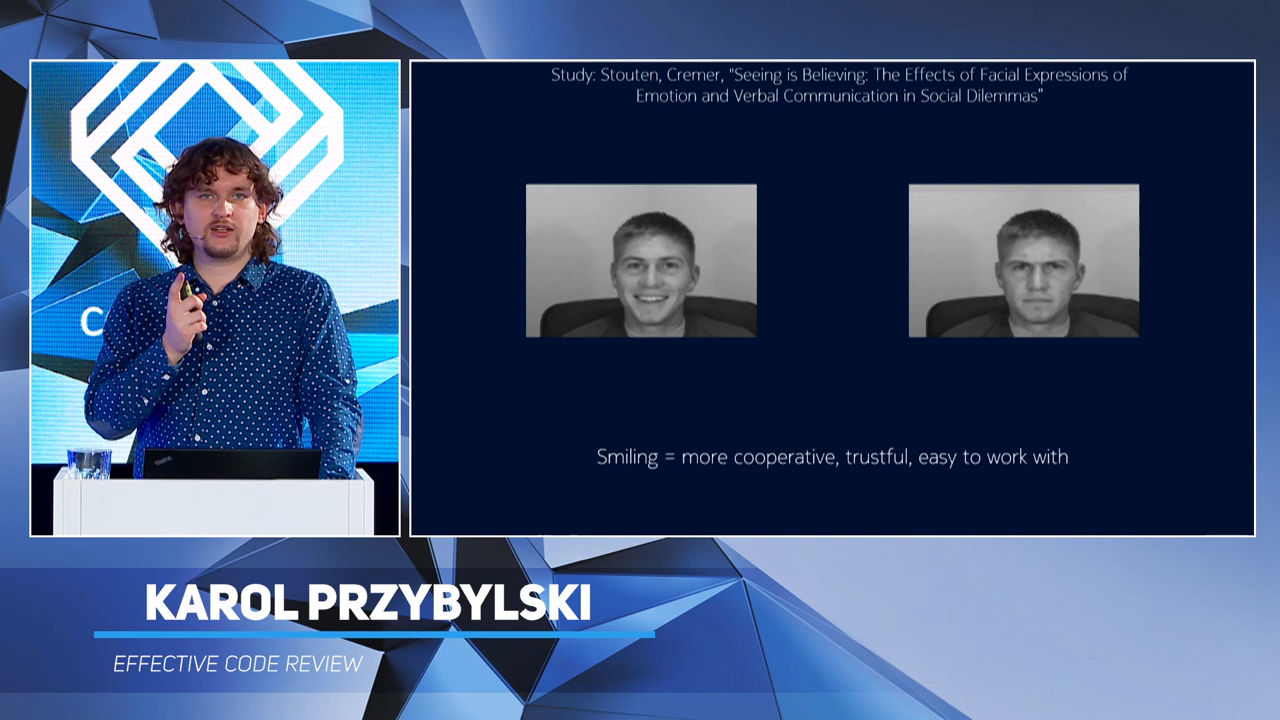 Study: Stouten, Cremer, "Seeing is Believing: The Effects of Facial Expressions of
Emotion and Verbal Communication in Social Dilemmas"
C
Smiling = more cooperative, trustful, easy to work with
KAROL PRZYBYLSKI
EFFECTIVE CODE REVIEW